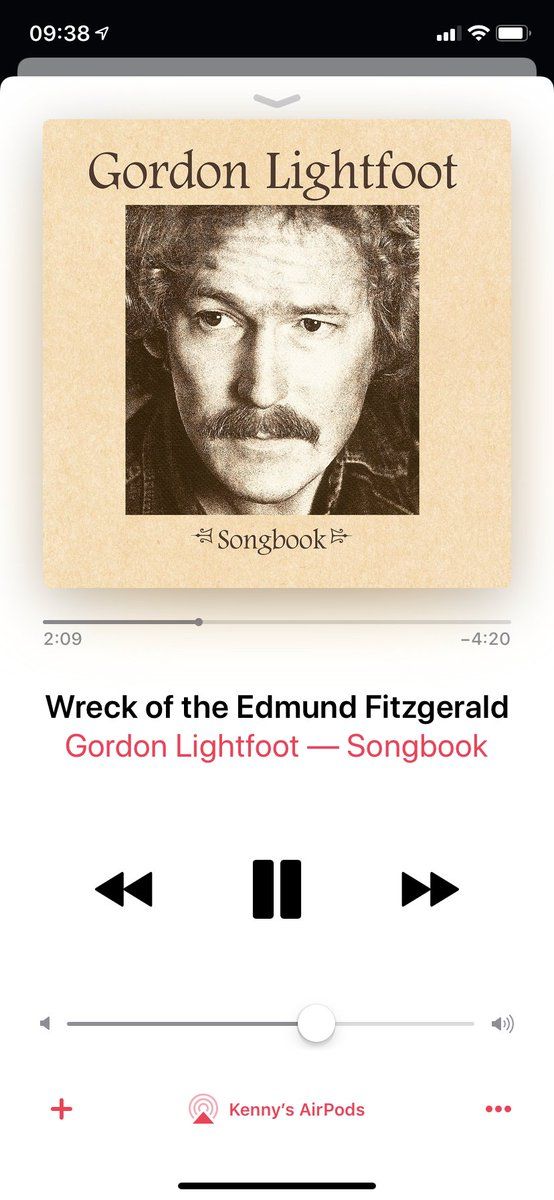 09:38
Gordon Lightfoot
Songbook
2:09
−4:20
Wreck of the Edmund Fitzgerald
Gordon Lightfoot — Songbook
Kenny’s AirPods